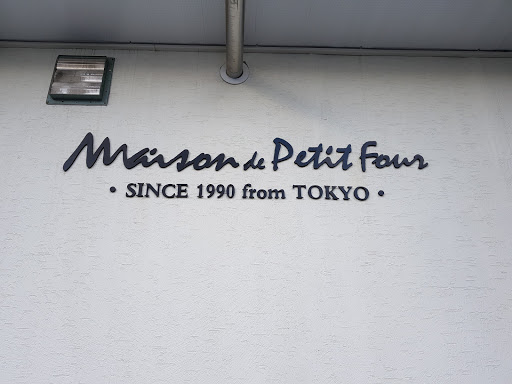 Maison de Petit Four
• SINCE 1990 from TOKYO •